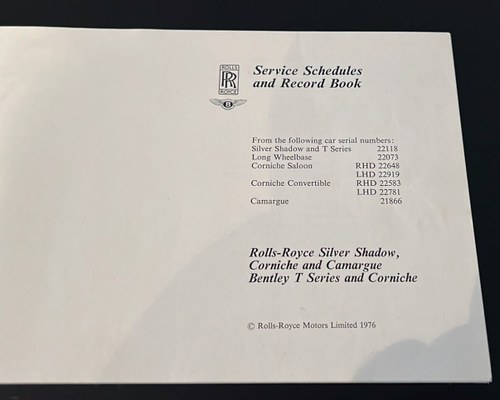 ROLLS
RR
ROYCE
B
Service Schedules
and Record Book
From the following car serial numbers:
Silver Shadow and T Series 22118
Long Wheelbase 22073
Corniche Saloon RHD 22648
LHD 22919
Corniche Convertible RHD 22583
LHD 22781
Camargue 21866
Rolls-Royce Silver Shadow,
Corniche and Camargue
Bentley T Series and Corniche
© Rolls-Royce Motors Limited 1976